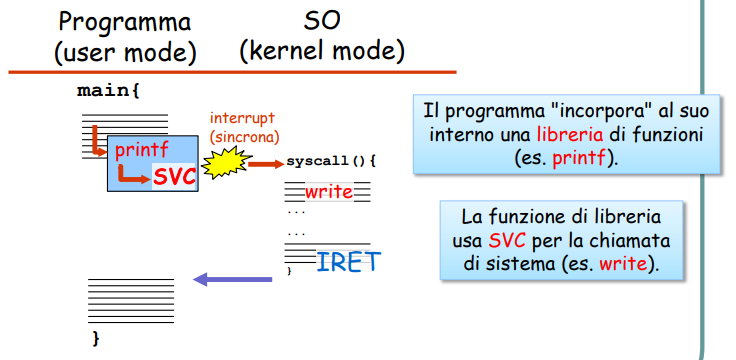 Programma
(user mode)
SO
(kernel mode)
main{
interrupt
(sincrona)
printf
SVC
syscall(){
write
...
...
IRET
}
}
Il programma "incorpora" al suo
interno una libreria di funzioni
(es. printf).
La funzione di libreria
usa SVC per la chiamata
di sistema (es. write).